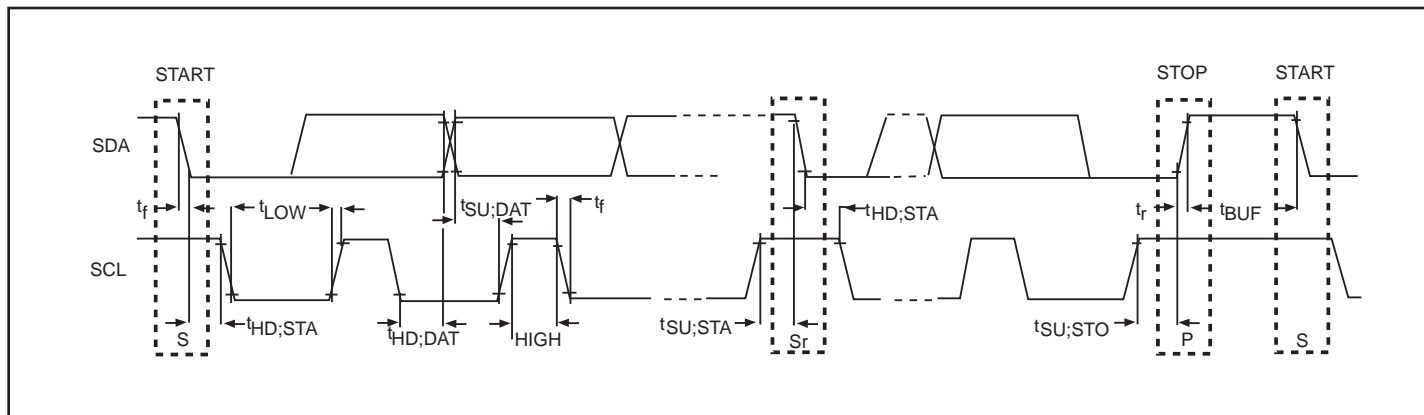 START STOP START
SDA
tf tLOW tSU;DAT tf tHD;STA tr tBUF
SCL
tHD;STA tHD;DAT HIGH tSU;STA tSU;STO
S Sr P S